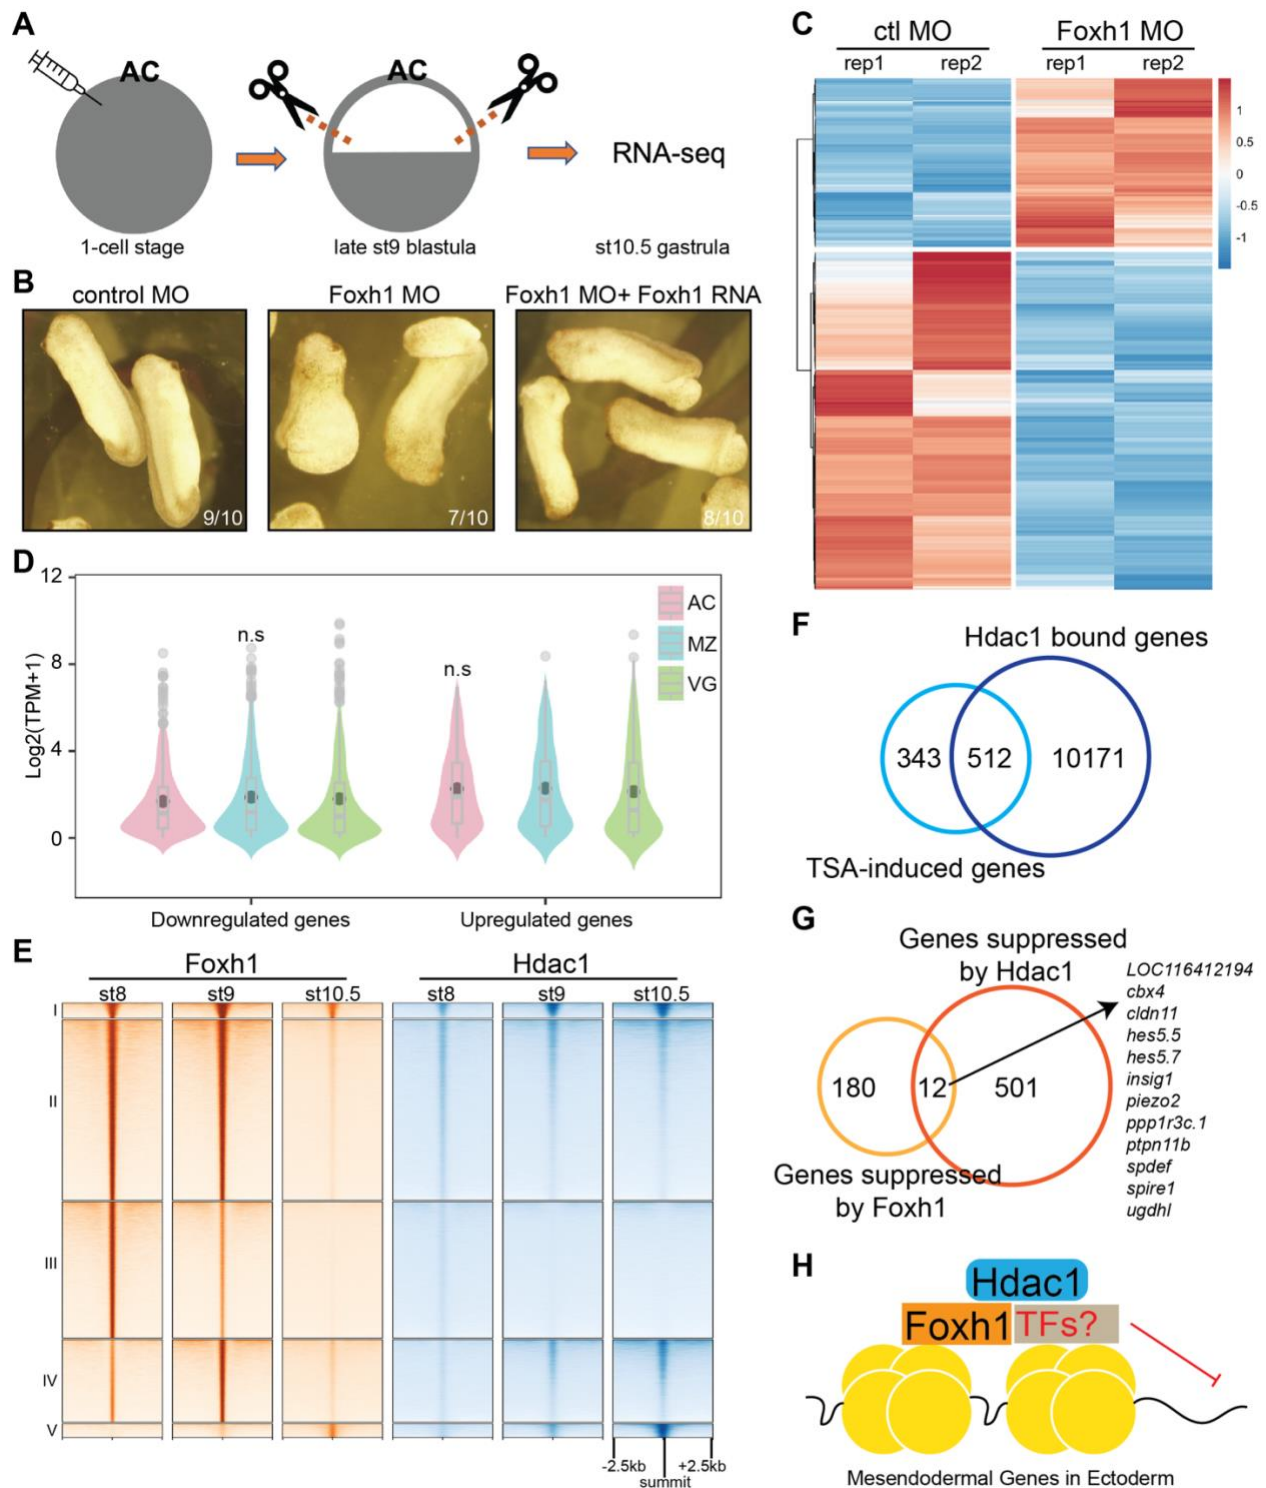 A
AC
AC
RNA-seq
1-cell stage
late st9 blastula
st10.5 gastrula
B
control MO
Foxh1 MO
Foxh1 MO+ Foxh1 RNA
9/10
7/10
8/10
C
ctl MO
Foxh1 MO
rep1
rep2
rep1
rep2
1
0.5
0
-0.5
-1
D
12
8
4
0
Log2(TPM+1)
n.s
n.s
AC
MZ
VG
Downregulated genes
Upregulated genes
E
Foxh1
Hdac1
st8
st9
st10.5
st8
st9
st10.5
I
II
III
IV
V
-2.5kb
+2.5kb
summit
F
Hdac1 bound genes
343
512
10171
TSA-induced genes
G
Genes suppressed
by Hdac1
180
12
501
Genes suppressed
by Foxh1
LOC116412194
cbx4
cldn11
hes5.5
hes5.7
insig1
piezo2
ppp1r3c.1
ptpn11b
spdef
spire1
ugdhl
H
Hdac1
Foxh1
TFs?
Mesendodermal Genes in Ectoderm